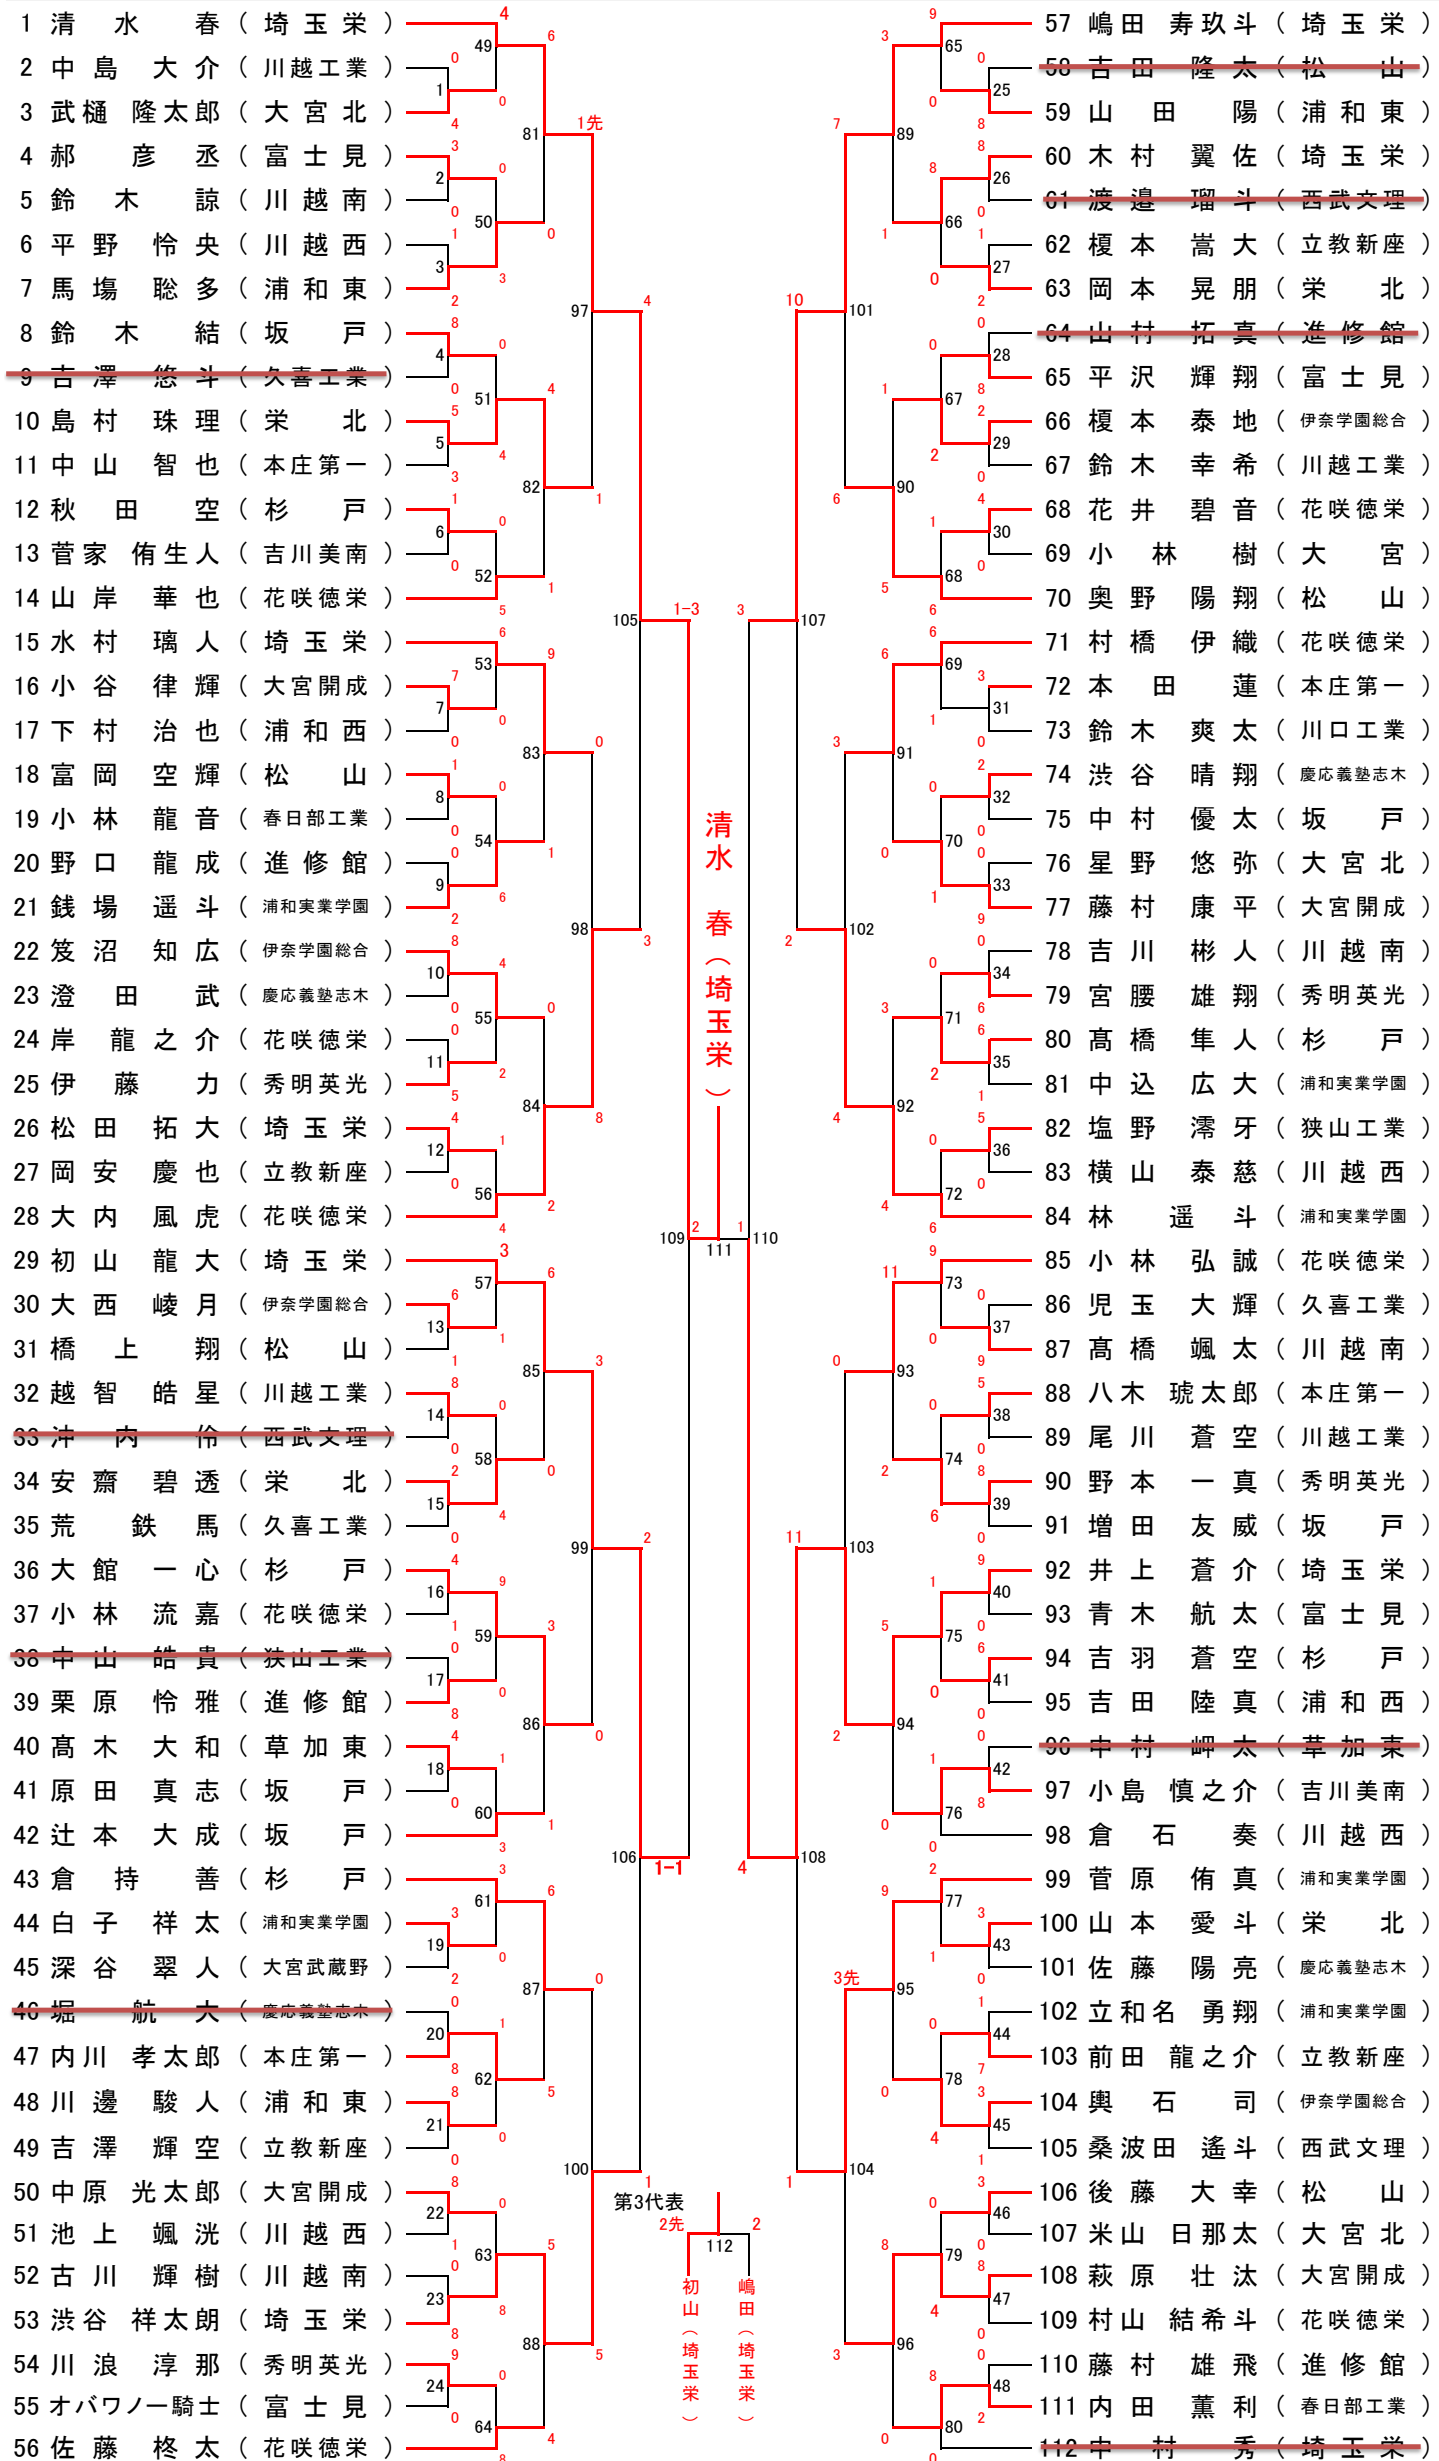 1 清水 春 (埼玉栄)
2 中島 大介 (川越工業)
3 武樋 隆太郎 (大宮北)
4 郝 彦丞 (富士見)
5 鈴木 諒 (川越南)
6 平野 怜央 (川越西)
7 馬塲 聡多 (浦和東)
8 鈴木 結 (坂戸)
9 吉澤 悠斗 (久喜工業)
10 島村 珠理 (栄北)
11 中山 智也 (本庄第一)
12 秋田 空 (杉戸)
13 菅家 侑生人 (吉川美南)
14 山岸 華也 (花咲徳栄)
15 水村 璃人 (埼玉栄)
16 小谷 律輝 (大宮開成)
17 下村 治也 (浦和西)
18 富岡 空輝 (松山)
19 小林 龍音 (春日部工業)
20 野口 龍成 (進修館)
21 銭場 遥斗 (浦和実業学園)
22 笈沼 知広 (伊奈学園総合)
23 澄田 武 (慶応義塾志木)
24 岸 龍之介 (花咲徳栄)
25 伊藤 力 (秀明英光)
26 松田 拓大 (埼玉栄)
27 岡安 慶也 (立教新座)
28 大内 風虎 (花咲徳栄)
29 初山 龍大 (埼玉栄)
30 大西 崚月 (伊奈学園総合)
31 橋上 翔 (松山)
32 越智 皓星 (川越工業)
33 沖内 伶 (西武文理)
34 安齋 碧透 (栄北)
35 荒 鉄馬 (久喜工業)
36 大館 一心 (杉戸)
37 小林 流嘉 (花咲徳栄)
38 中山 皓貴 (狭山工業)
39 栗原 怜雅 (進修館)
40 髙木 大和 (草加東)
41 原田 真志 (坂戸)
42 辻本 大成 (坂戸)
43 倉持 善 (杉戸)
44 白子 祥太 (浦和実業学園)
45 深谷 翠人 (大宮武蔵野)
46 堀 航大 (慶応義塾志木)
47 内川 孝太郎 (本庄第一)
48 川邊 駿人 (浦和東)
49 吉澤 輝空 (立教新座)
50 中原 光太郎 (大宮開成)
51 池上 颯洸 (川越西)
52 古川 輝樹 (川越南)
53 渋谷 祥太朗 (埼玉栄)
54 川浪 淳那 (秀明英光)
55 オバワノ一騎士 (富士見)
56 佐藤 柊太 (花咲徳栄)
清水 春(埼玉栄)
109 2 111 1 110
第3代表
2先 112 2
初山(埼玉栄)
嶋田(埼玉栄)
57 嶋田 寿玖斗 (埼玉栄)
58 吉田 隆太 (松山)
59 山田 陽 (浦和東)
60 木村 翼佐 (埼玉栄)
61 渡邉 瑠斗 (西武文理)
62 榎本 嵩大 (立教新座)
63 岡本 晃朋 (栄北)
64 山村 拓真 (進修館)
65 平沢 輝翔 (富士見)
66 榎本 泰地 (伊奈学園総合)
67 鈴木 幸希 (川越工業)
68 花井 碧音 (花咲徳栄)
69 小林 樹 (大宮)
70 奥野 陽翔 (松山)
71 村橋 伊織 (花咲徳栄)
72 本田 蓮 (本庄第一)
73 鈴木 爽太 (川口工業)
74 渋谷 晴翔 (慶応義塾志木)
75 中村 優太 (坂戸)
76 星野 悠弥 (大宮北)
77 藤村 康平 (大宮開成)
78 吉川 彬人 (川越南)
79 宮腰 雄翔 (秀明英光)
80 髙橋 隼人 (杉戸)
81 中込 広大 (浦和実業学園)
82 塩野 澪牙 (狭山工業)
83 横山 泰慈 (川越西)
84 林 遥斗 (浦和実業学園)
85 小林 弘誠 (花咲徳栄)
86 児玉 大輝 (久喜工業)
87 髙橋 颯太 (川越南)
88 八木 琥太郎 (本庄第一)
89 尾川 蒼空 (川越工業)
90 野本 一真 (秀明英光)
91 増田 友威 (坂戸)
92 井上 蒼介 (埼玉栄)
93 青木 航太 (富士見)
94 吉羽 蒼空 (杉戸)
95 吉田 陸真 (浦和西)
96 中村 岬太 (草加東)
97 小島 慎之介 (吉川美南)
98 倉石 奏 (川越西)
99 菅原 侑真 (浦和実業学園)
100 山本 愛斗 (栄北)
101 佐藤 陽亮 (慶応義塾志木)
102 立和名 勇翔 (浦和実業学園)
103 前田 龍之介 (立教新座)
104 輿石 司 (伊奈学園総合)
105 桑波田 遙斗 (西武文理)
106 後藤 大幸 (松山)
107 米山 日那太 (大宮北)
108 萩原 壮汰 (大宮開成)
109 村山 結希斗 (花咲徳栄)
110 藤村 雄飛 (進修館)
111 内田 薫利 (春日部工業)
112 中村 秀 (埼玉栄)